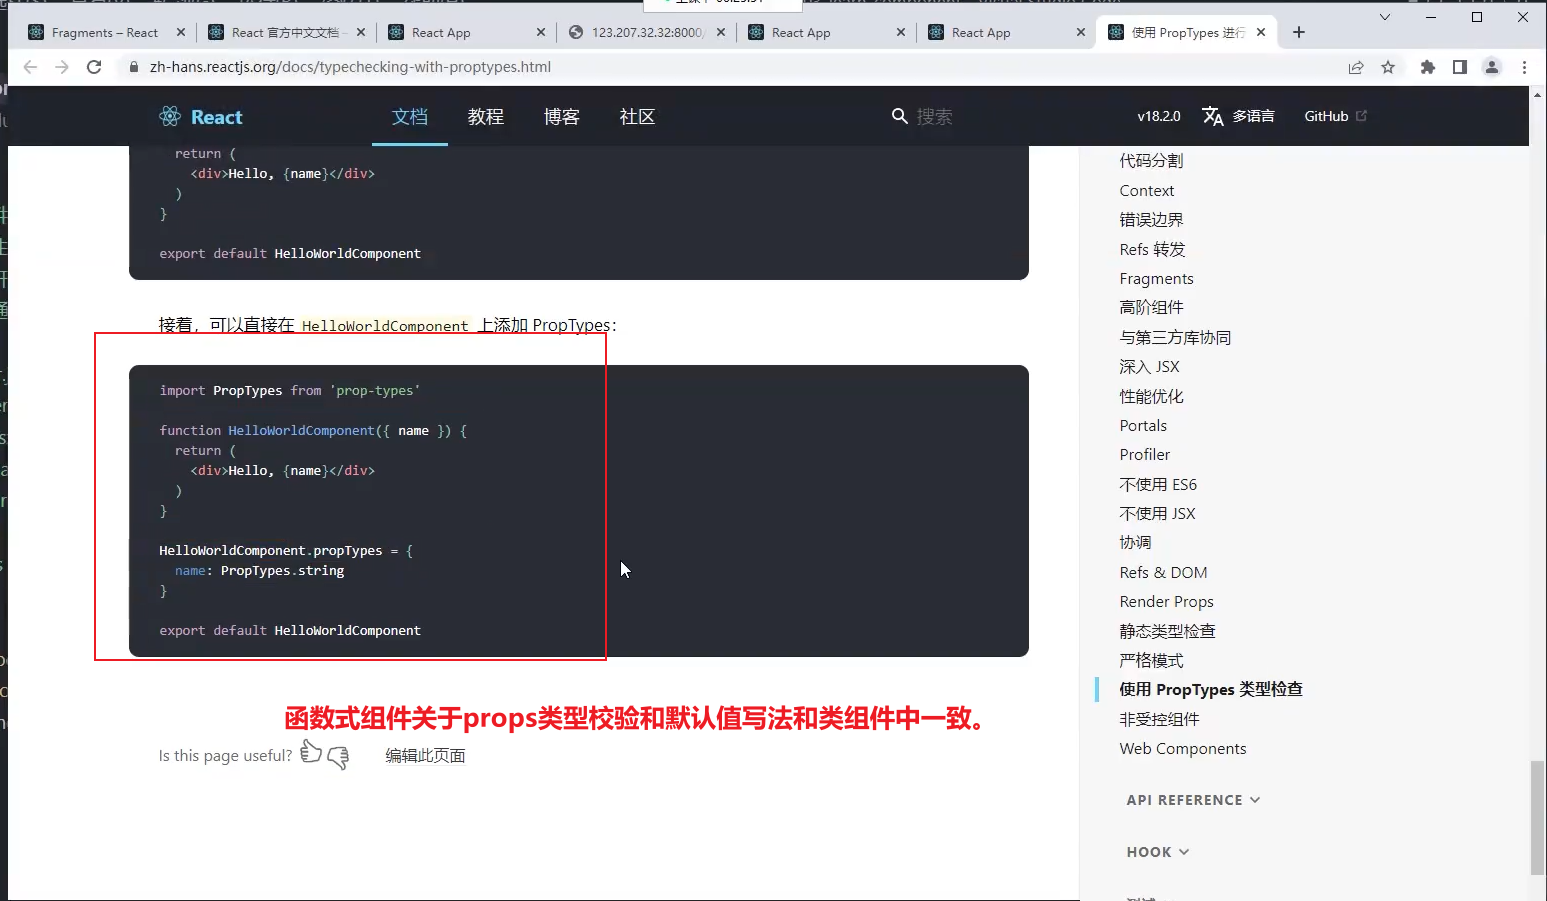 Fragments – React
React 官方中文文档
React App
123.207.32.32:8000/
React App
React App
使用 PropTypes 进行
zh-hans.reactjs.org/docs/typechecking-with-proptypes.html
React
文档
教程
博客
社区
搜索
v18.2.0
多语言
GitHub
return (
<div>Hello, {name}</div>
)
}
export default HelloWorldComponent
接着，可以直接在 HelloWorldComponent 上添加 PropTypes：
import PropTypes from 'prop-types'
function HelloWorldComponent({ name }) {
return (
<div>Hello, {name}</div>
)
}
HelloWorldComponent.propTypes = {
name: PropTypes.string
}
export default HelloWorldComponent
函数式组件关于props类型校验和默认值写法和类组件中一致。
Is this page useful?
编辑此页面
代码分割
Context
错误边界
Refs 转发
Fragments
高阶组件
与第三方库协同
深入 JSX
性能优化
Portals
Profiler
不使用 ES6
不使用 JSX
协调
Refs & DOM
Render Props
静态类型检查
严格模式
使用 PropTypes 类型检查
非受控组件
Web Components
API REFERENCE
HOOK